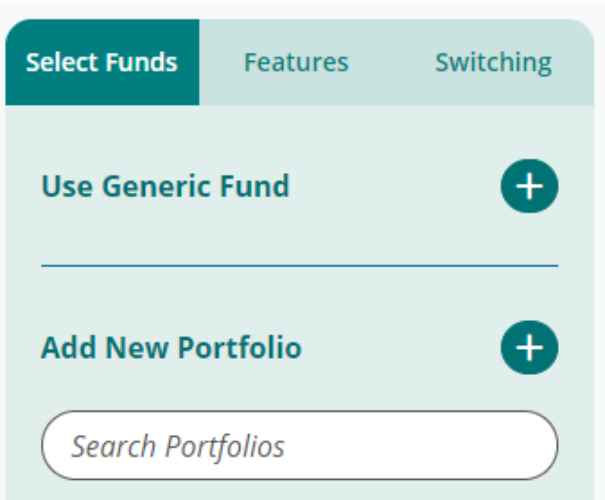 Select Funds Features Switching
Use Generic Fund
Add New Portfolio
Search Portfolios